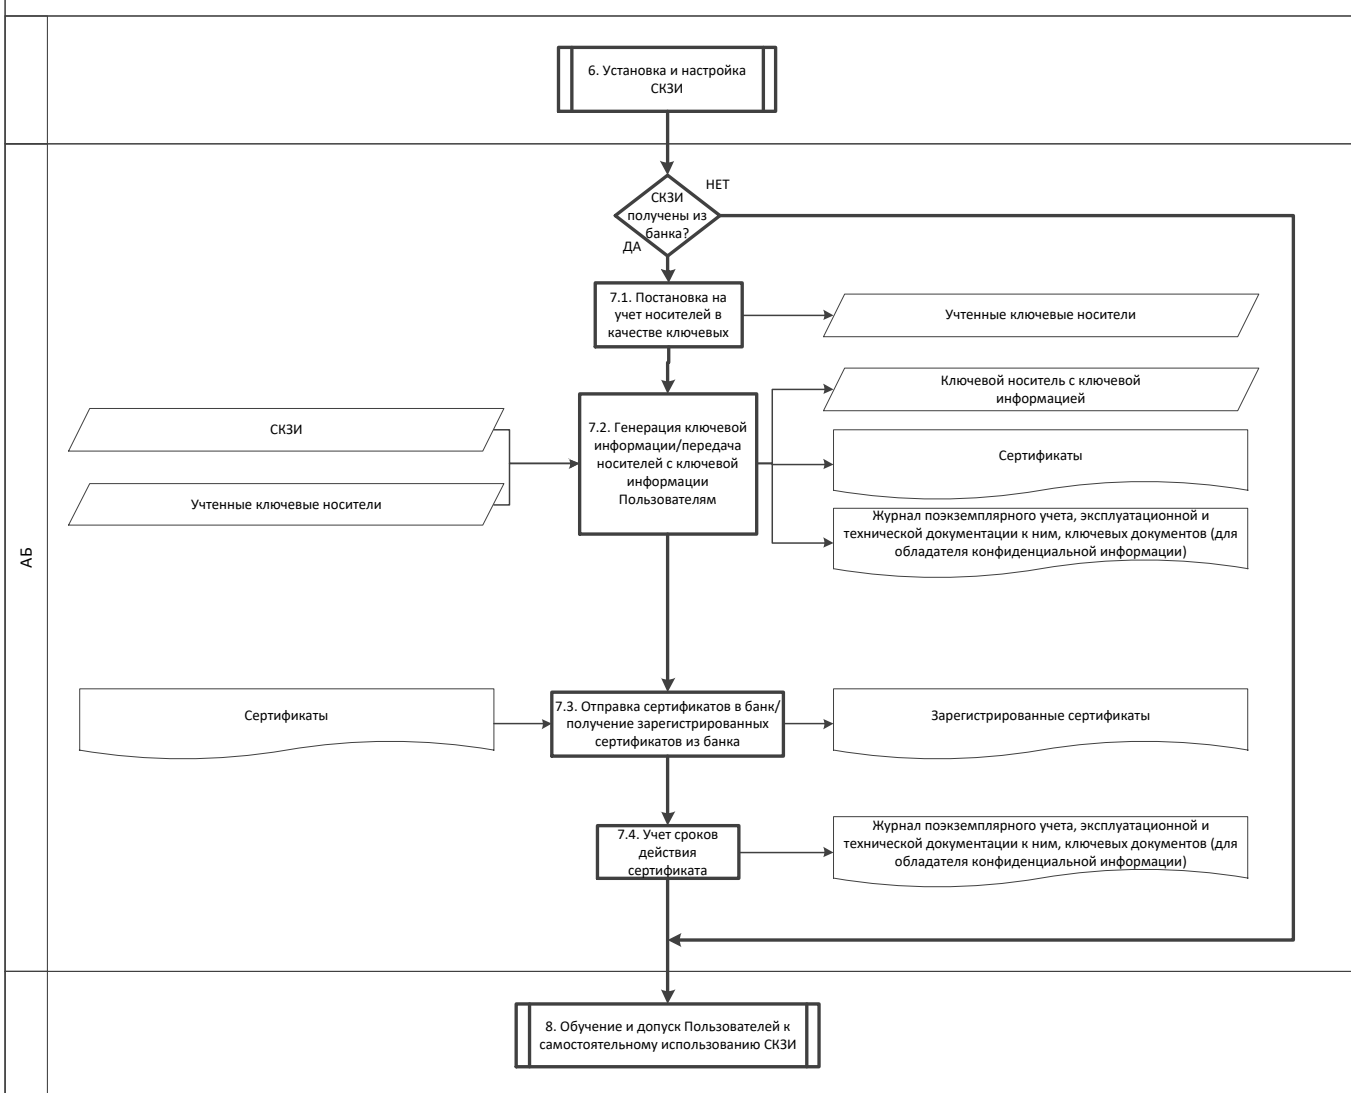 6. Установка и настройка
СКЗИ
НЕТ
СКЗИ
получены из
банка?
ДА
7.1. Постановка на
учет носителей в
качестве ключевых
Учтенные ключевые носители
Ключевой носитель с ключевой
информацией
СКЗИ
7.2. Генерация ключевой
информации/передача
носителей с ключевой
информации
Пользователям
Сертификаты
Учтенные ключевые носители
Журнал поэкземплярного учета, эксплуатационной и
технической документации к ним, ключевых документов (для
обладателя конфиденциальной информации)
АБ
Сертификаты
7.3. Отправка сертификатов в банк/
получение зарегистрированных
сертификатов из банка
Зарегистрированные сертификаты
7.4. Учет сроков
действия
сертификата
Журнал поэкземплярного учета, эксплуатационной и
технической документации к ним, ключевых документов (для
обладателя конфиденциальной информации)
8. Обучение и допуск Пользователей к
самостоятельному использованию СКЗИ